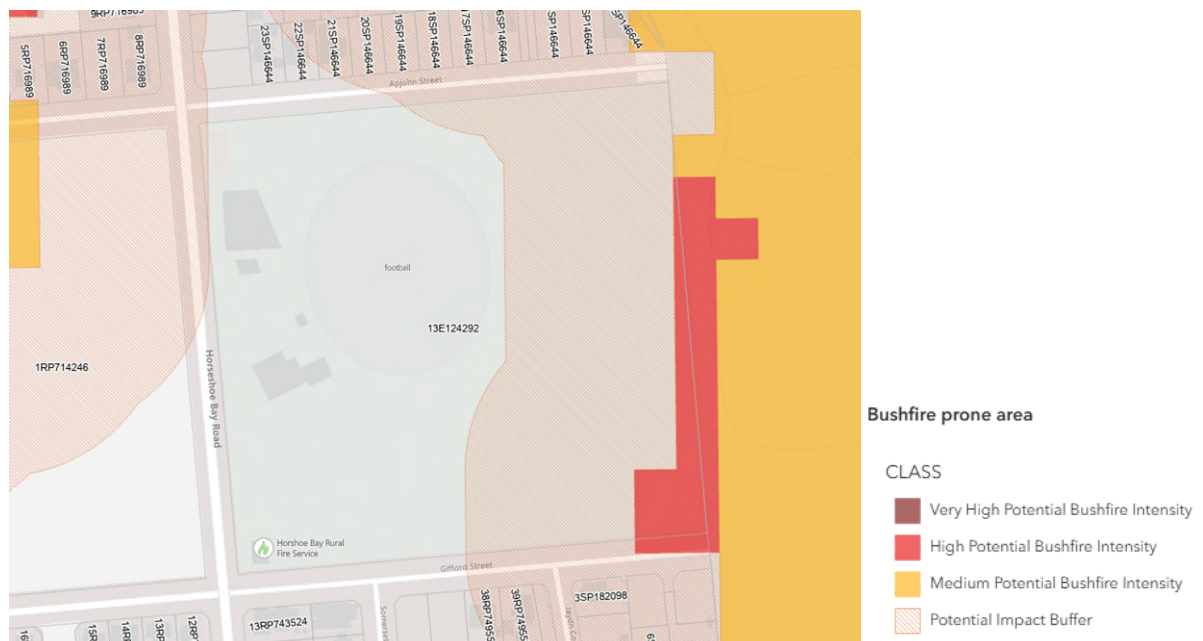 5RP716989
6RP716989
7RP716989
8RP716989
23SP146644
22SP146644
21SP146644
20SP146644
19SP146644
18SP146644
Apjohn Street
football
13E124292
1RP714246
Horseshoe Bay Road
Horshoe Bay Rural
Fire Service
Gifford Street
3SP182098
13RP743524
Bushfire prone area
CLASS
Very High Potential Bushfire Intensity
High Potential Bushfire Intensity
Medium Potential Bushfire Intensity
Potential Impact Buffer